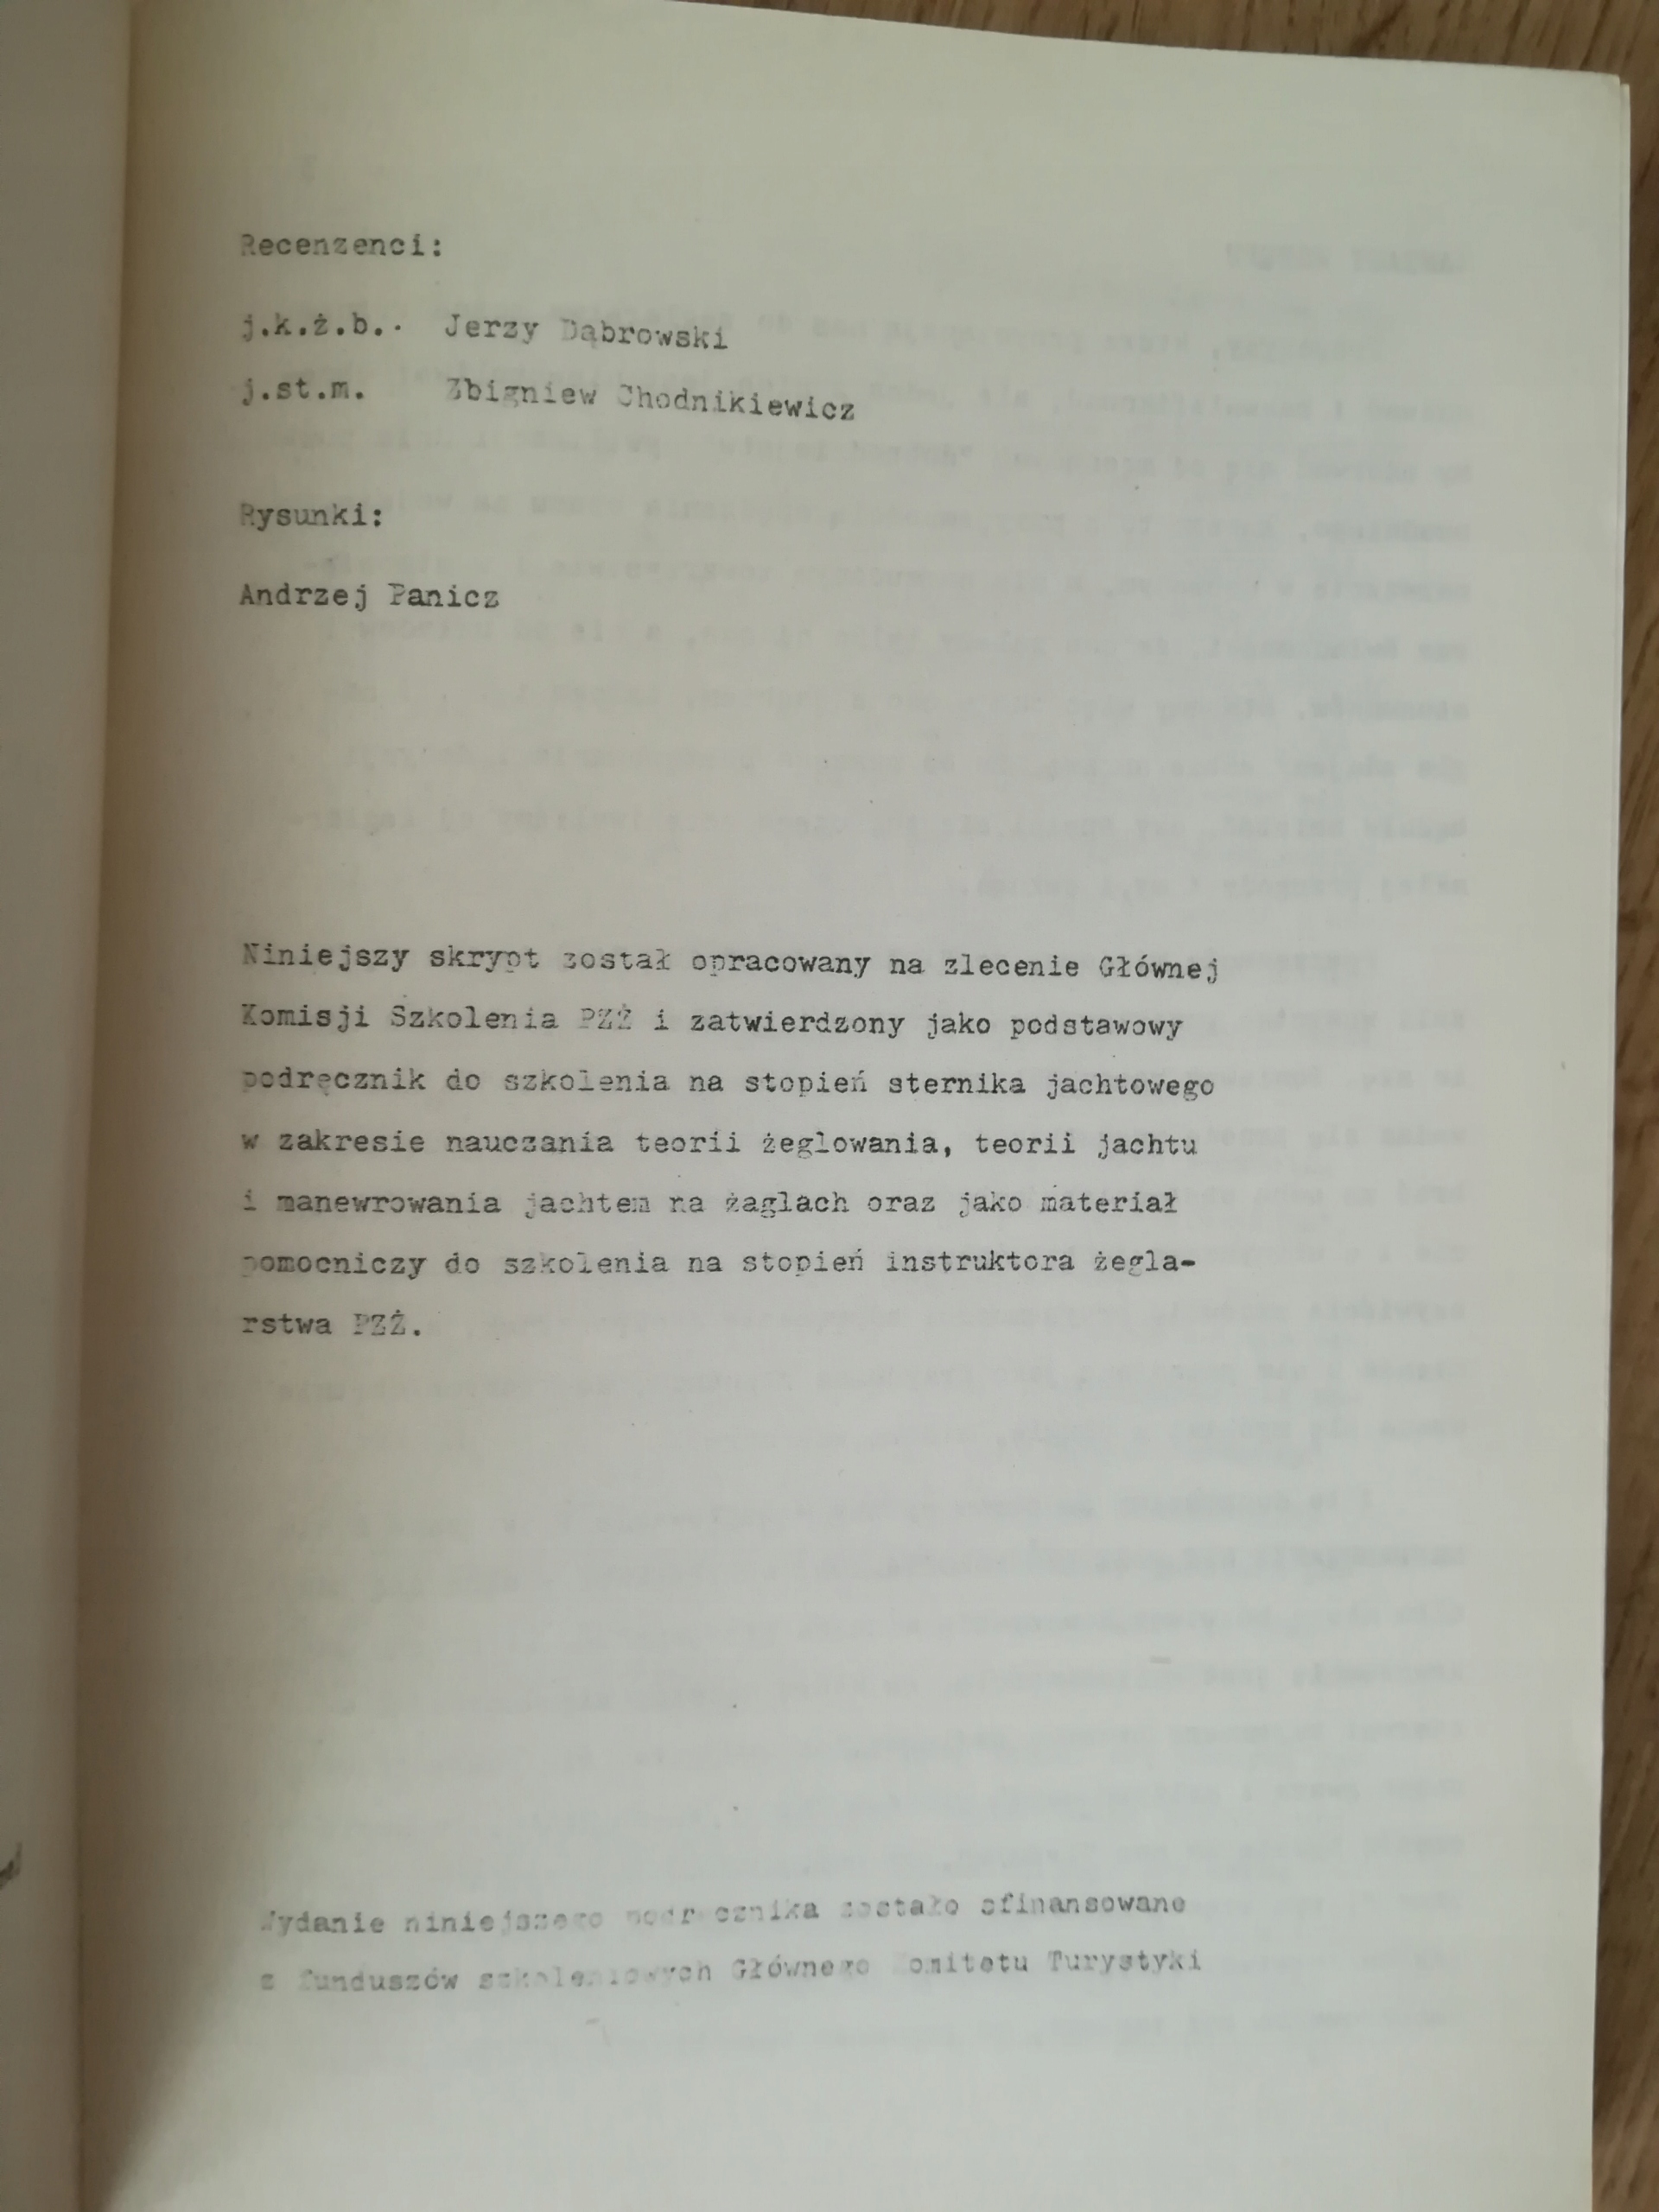 Recenzenci:
j.k.ż.b.. Jerzy Dąbrowski
j.st.m. Zbigniew Chodnikiewicz
Rysunki:
Andrzej Panicz
Niniejszy skrypt został opracowany na zlecenie Głównej
Komisji Szkolenia PZŻ i zatwierdzony jako podstawowy
podręcznik do szkolenia na stopień sternika jachtowego
w zakresie nauczania teorii żeglowania, teorii jachtu
i manewrowania jachtem na żaglach oraz jako materiał
pomocniczy do szkolenia na stopień instruktora żegla-
rstwa PZŻ.
Wydanie niniejszego podręcznika zostało sfinansowane
z funduszów szkoleniowych Głównego Komitetu Turystyki